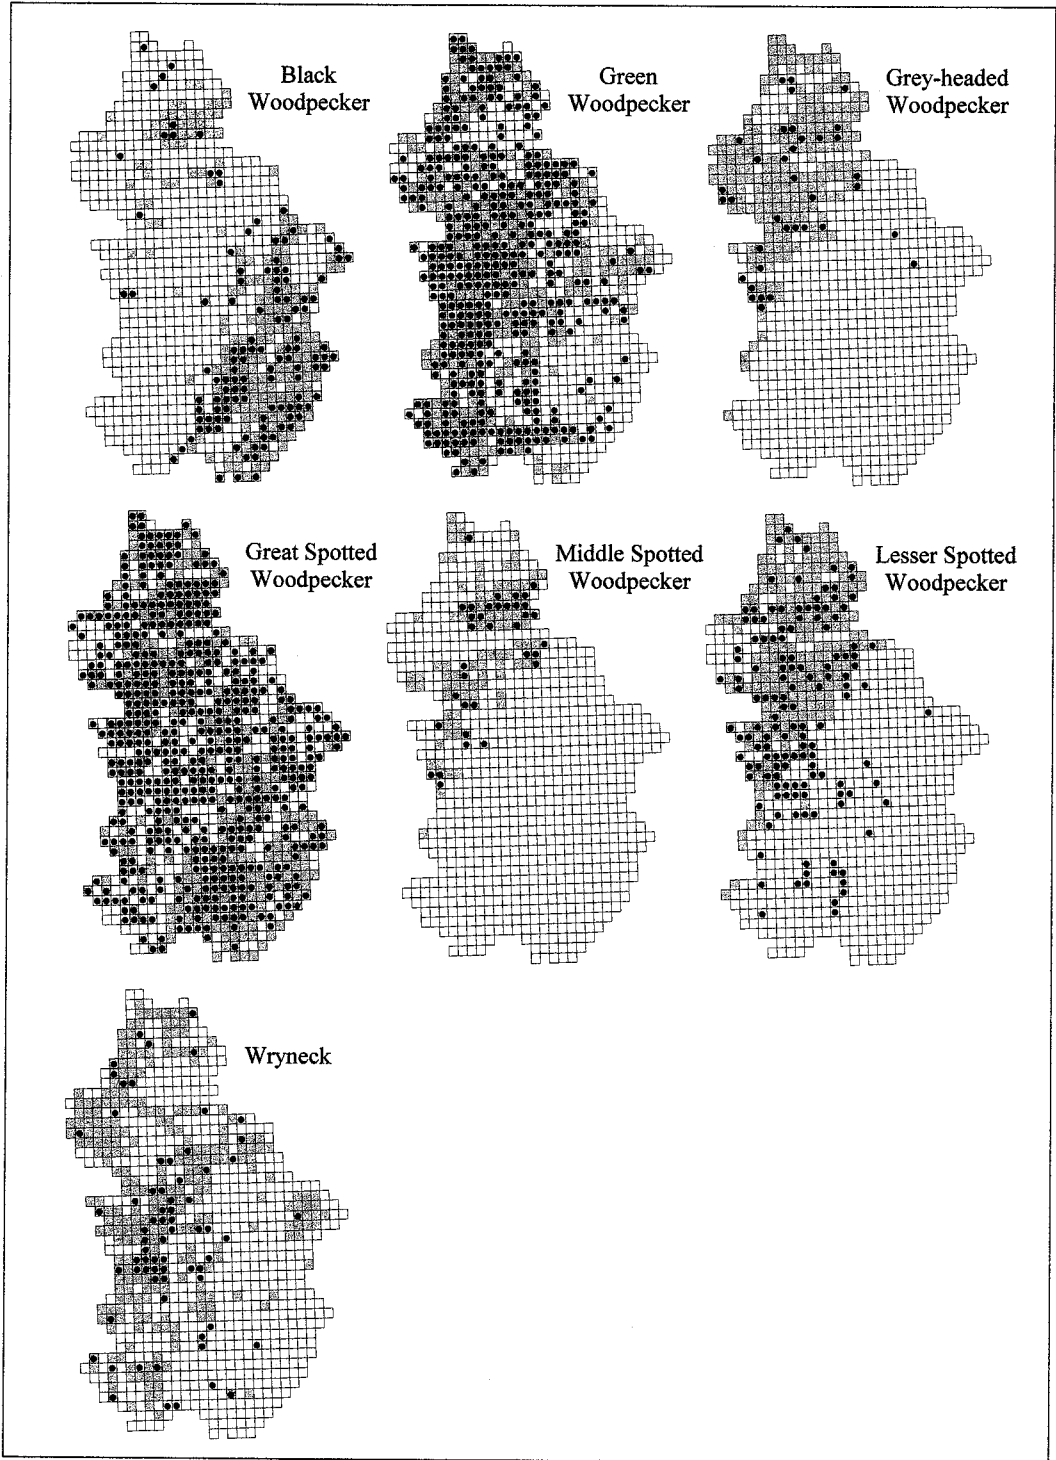 Black
Woodpecker
Green
Woodpecker
Grey-headed
Woodpecker
Great Spotted
Woodpecker
Middle Spotted
Woodpecker
Lesser Spotted
Woodpecker
Wryneck